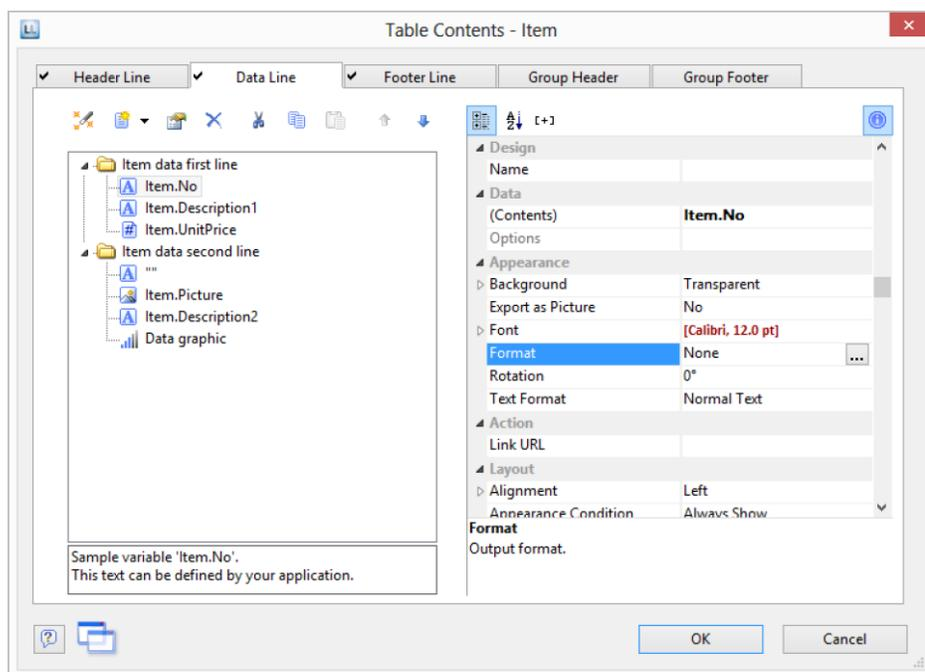 Table Contents - Item
Header Line
Data Line
Footer Line
Group Header
Group Footer
Item data first line
Item.No
Item.Description1
Item.UnitPrice
Item data second line
""
Item.Picture
Item.Description2
Data graphic
Sample variable 'Item.No'.
This text can be defined by your application.
Design
Name
Data
(Contents) Item.No
Options
Appearance
Background Transparent
Export as Picture No
Font [Calibri, 12.0 pt]
Format None ...
Rotation 0°
Text Format Normal Text
Action
Link URL
Layout
Alignment Left
Appearance Condition Always Show
Format
Output format.
OK
Cancel